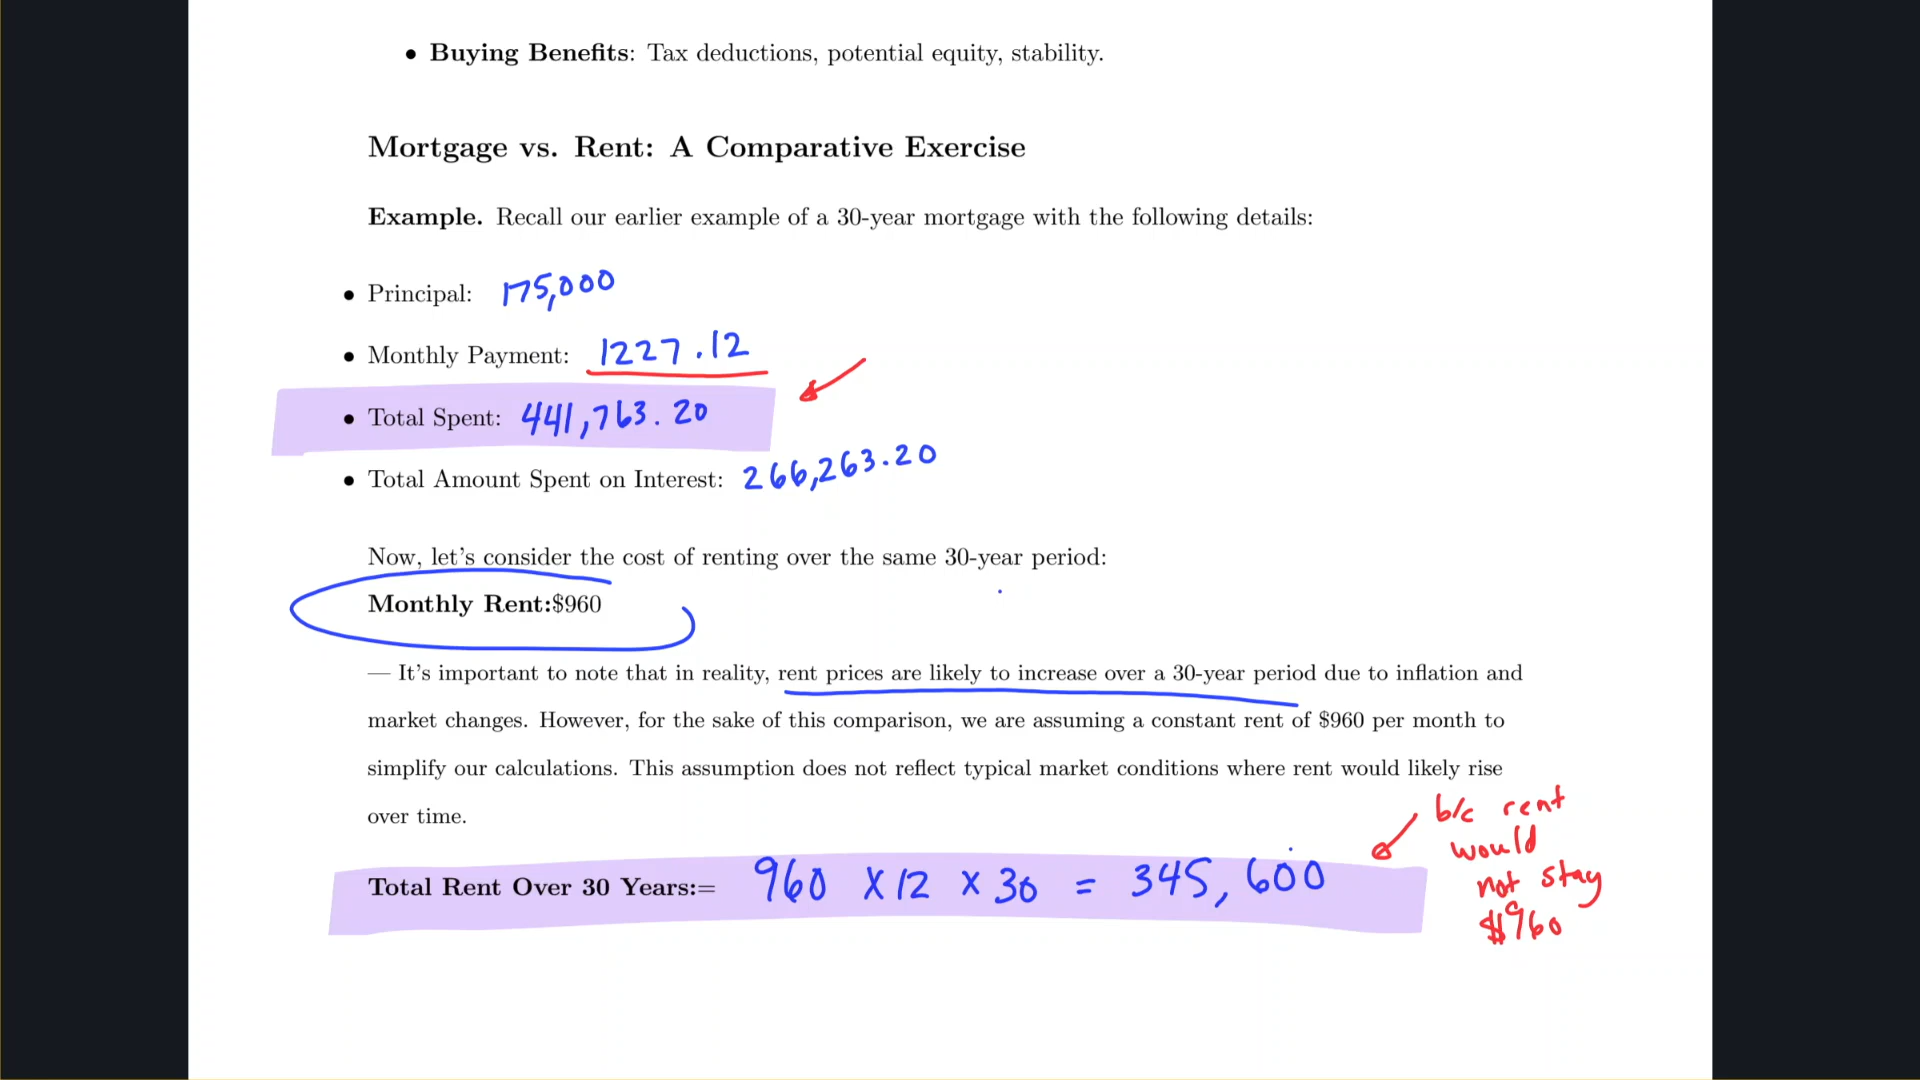 • Buying Benefits: Tax deductions, potential equity, stability.
Mortgage vs. Rent: A Comparative Exercise
Example. Recall our earlier example of a 30-year mortgage with the following details:
• Principal: 175,000
• Monthly Payment: 1227.12
• Total Spent: 441,763.20
• Total Amount Spent on Interest: 266,263.20
Now, let's consider the cost of renting over the same 30-year period:
Monthly Rent:$960
— It's important to note that in reality, rent prices are likely to increase over a 30-year period due to inflation and
market changes. However, for the sake of this comparison, we are assuming a constant rent of $960 per month to
simplify our calculations. This assumption does not reflect typical market conditions where rent would likely rise
over time.
b/c rent
would
not stay
$960
Total Rent Over 30 Years:= 960 x 12 x 30 = 345,600